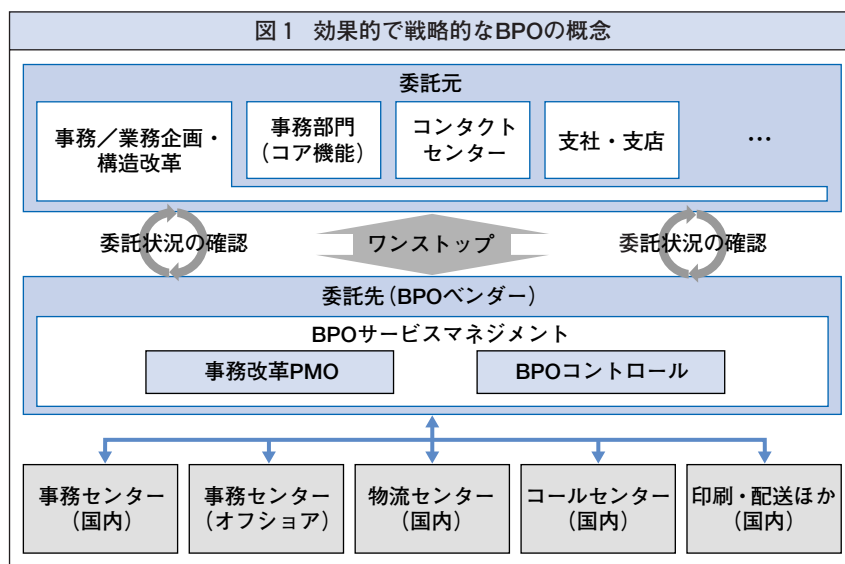 図1 効果的で戦略的なBPOの概念
委託元
事務／業務企画・
構造改革
事務部門
(コア機能)
コンタクト
センター
支社・支店
…
委託状況の確認
ワンストップ
委託状況の確認
委託先(BPOベンダー)
BPOサービスマネジメント
事務改革PMO
BPOコントロール
事務センター
(国内)
事務センター
(オフショア)
物流センター
(国内)
コールセンター
(国内)
印刷・配送ほか
(国内)